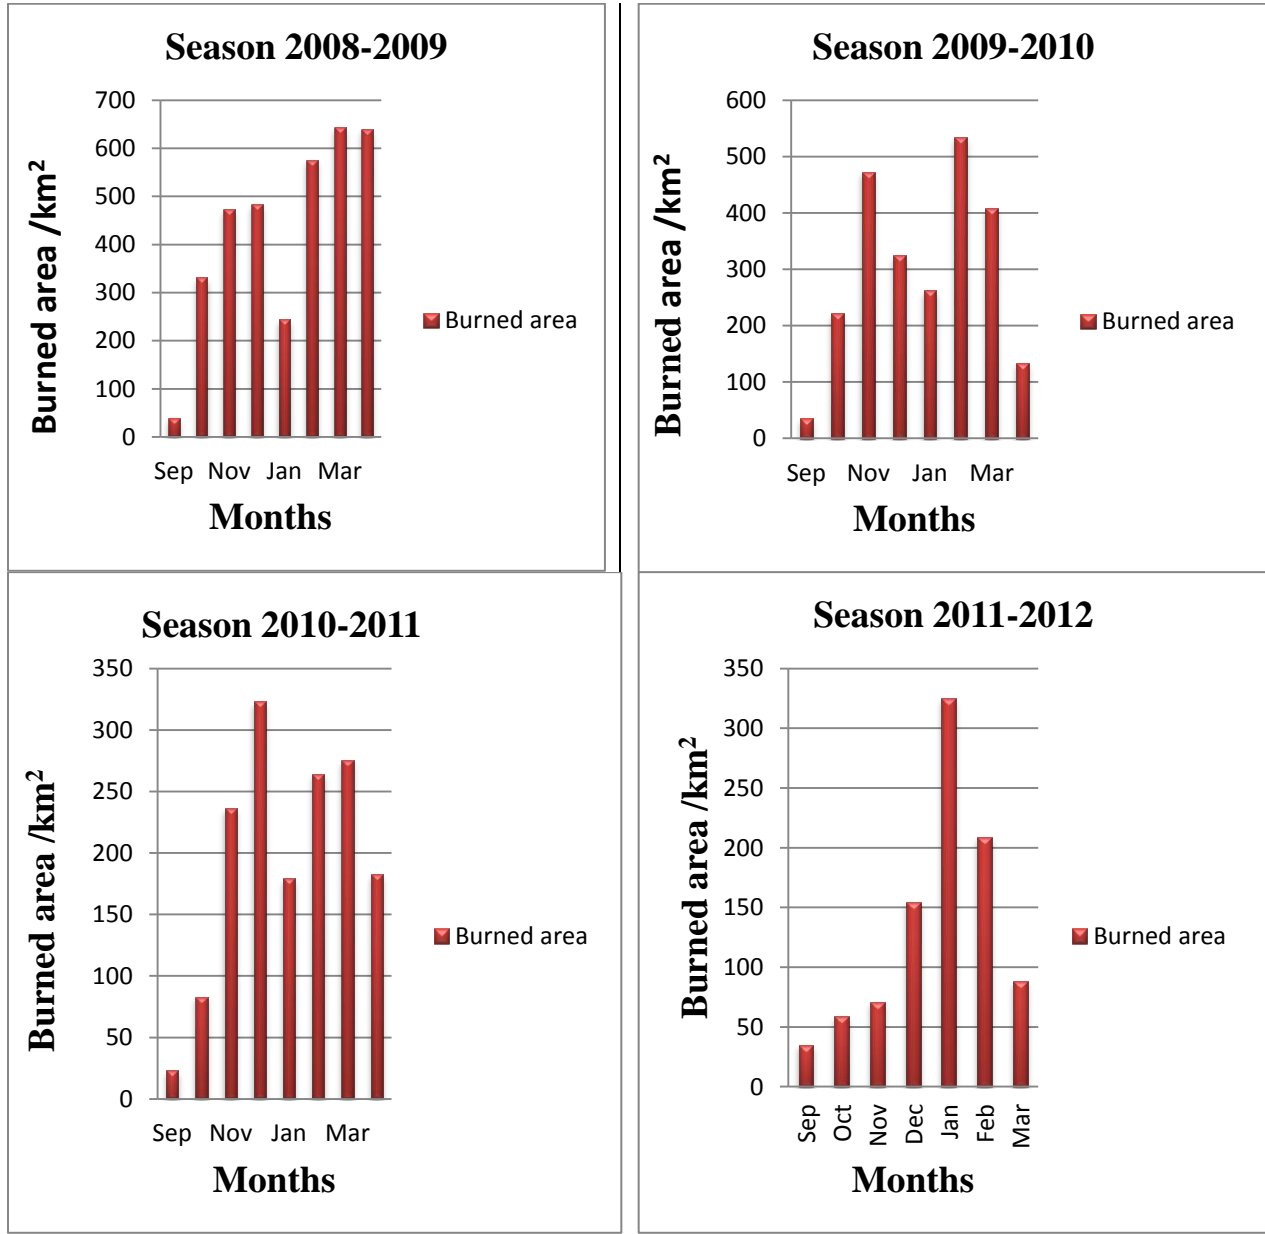 Season 2008-2009
700
600
500
400
300
200
100
0
Burned area /km²
Sep Nov Jan Mar
Months
Burned area
Season 2009-2010
600
500
400
300
200
100
0
Burned area /km²
Sep Nov Jan Mar
Months
Burned area
Season 2010-2011
350
300
250
200
150
100
50
0
Burned area /km²
Sep Nov Jan Mar
Months
Burned area
Season 2011-2012
350
300
250
200
150
100
50
0
Burned area /km²
Sep Oct Nov Dec Jan Feb Mar
Months
Burned area